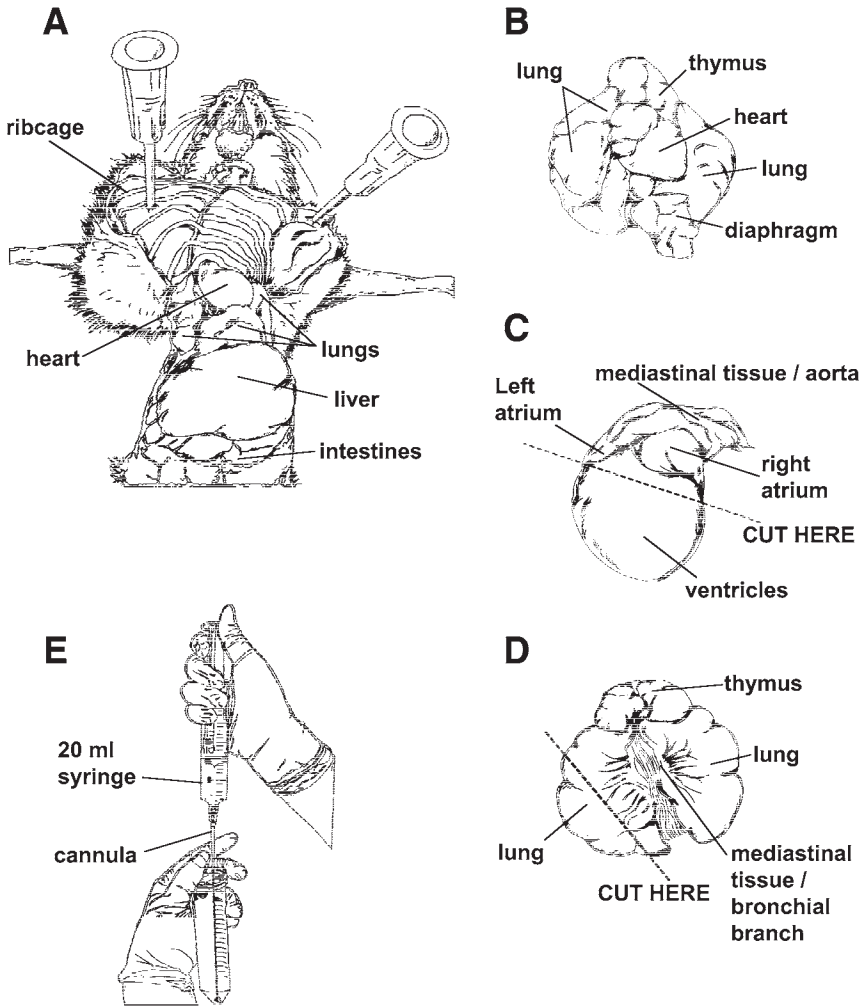 A
ribcage
heart
lungs
liver
intestines
B
lung
thymus
heart
lung
diaphragm
C
mediastinal tissue / aorta
Left
atrium
right
atrium
CUT HERE
ventricles
E
20 ml
syringe
cannula
D
thymus
lung
lung
CUT HERE
mediastinal
tissue /
bronchial
branch